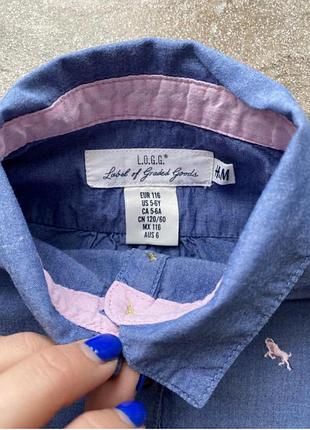 L.O.G.G.®
Label of Graded Goods
H&M
EUR 116
US 5-6Y
CA 5-6A
CN 120/60
MX 116
AUS 6